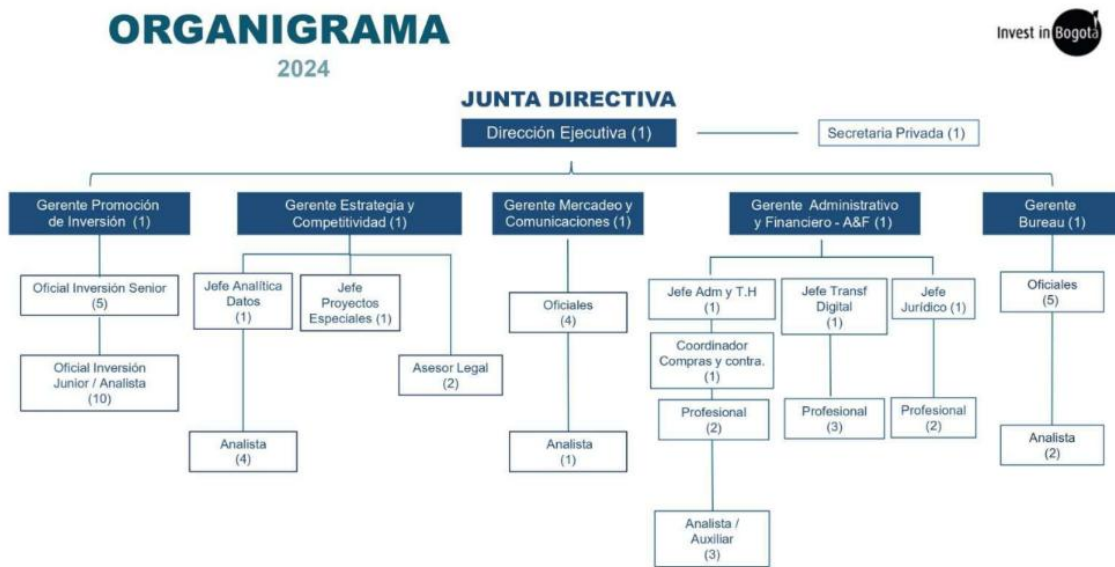 ORGANIGRAMA
2024
Invest in Bogotá
JUNTA DIRECTIVA
Dirección Ejecutiva (1)
Secretaria Privada (1)
Gerente Promoción
de Inversión (1)
Gerente Estrategia y
Competitividad (1)
Gerente Mercadeo y
Comunicaciones (1)
Gerente Administrativo
y Financiero - A&F (1)
Gerente
Bureau (1)
Oficial Inversión Senior
(5)
Oficial Inversión
Junior / Analista
(10)
Jefe Analítica
Datos
(1)
Jefe
Proyectos
Especiales (1)
Asesor Legal
(2)
Analista
(4)
Oficiales
(4)
Analista
(1)
Jefe Adm y T.H
(1)
Coordinador
Compras y contra.
(1)
Profesional
(2)
Analista /
Auxiliar
(3)
Jefe Transf
Digital
(1)
Profesional
(3)
Jefe
Jurídico (1)
Profesional
(2)
Oficiales
(5)
Analista
(2)